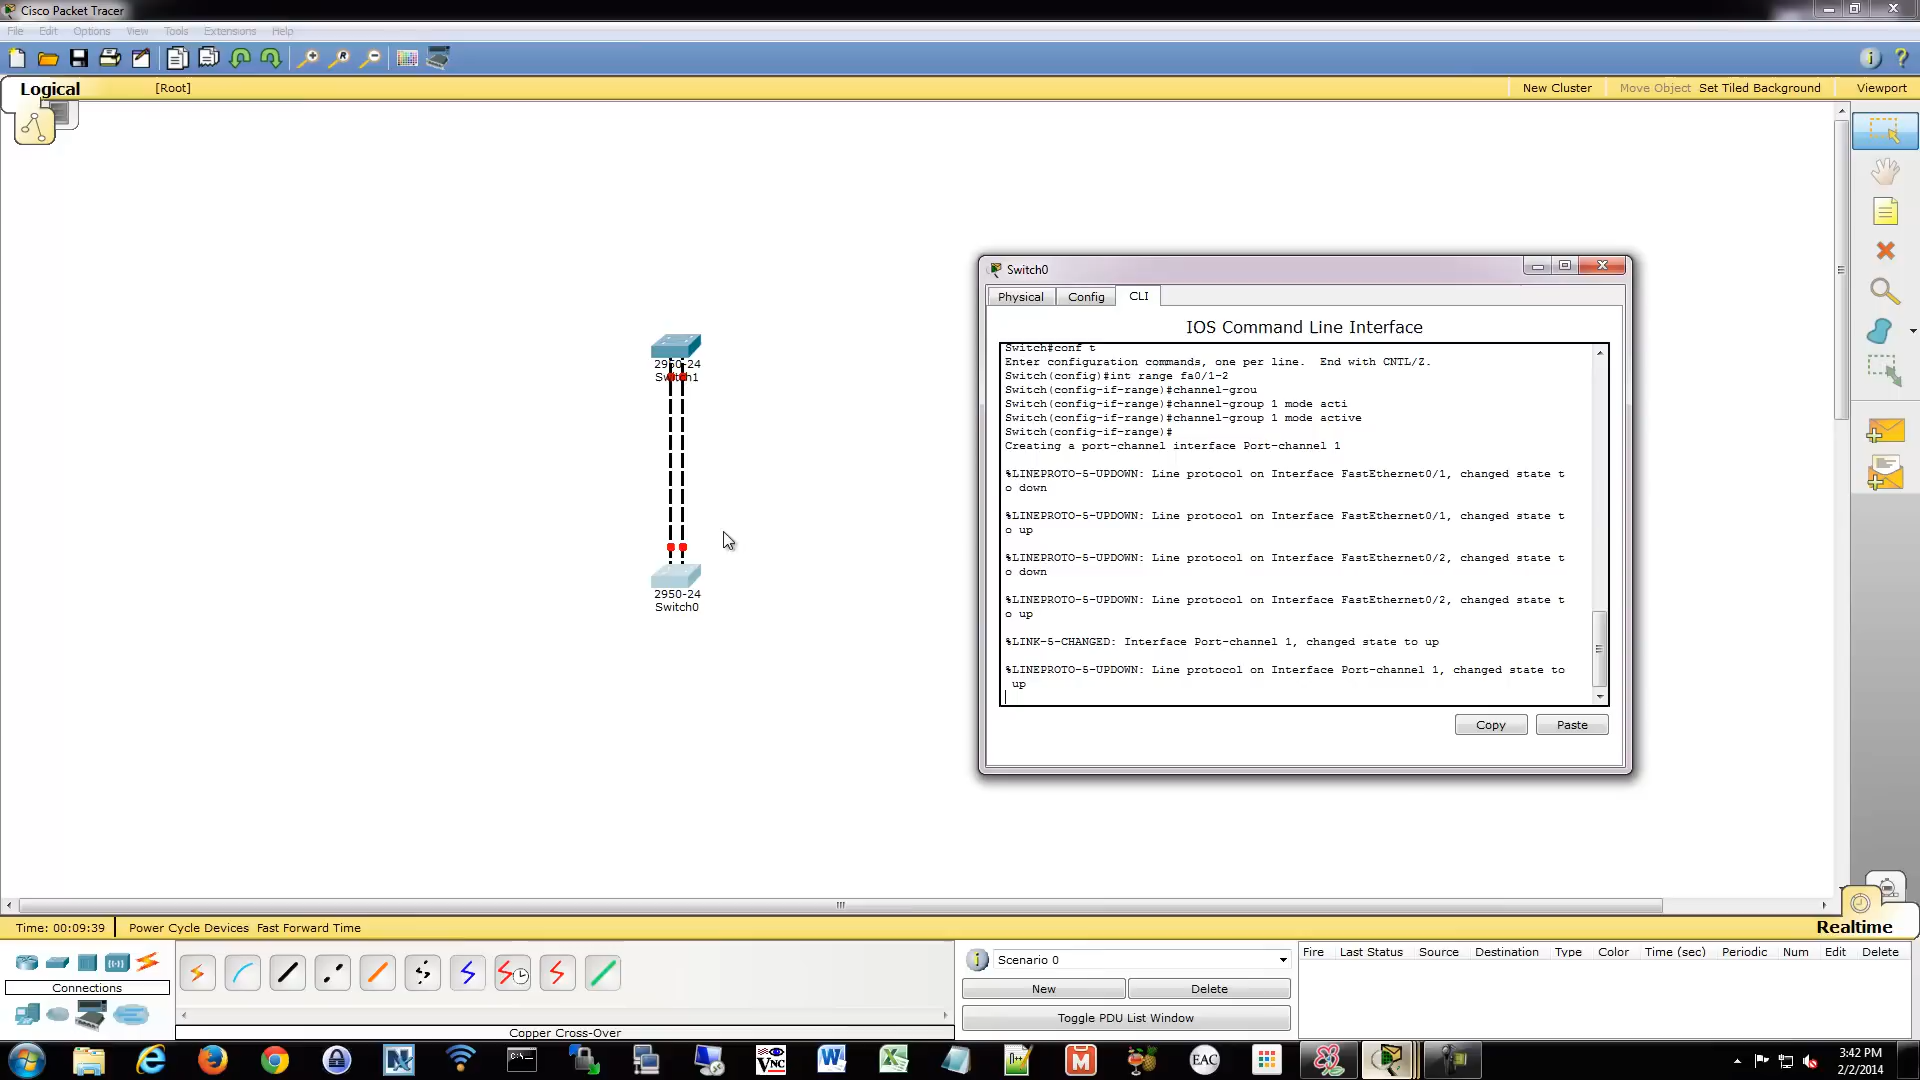 Cisco Packet Tracer
File Edit Options View Tools Extensions Help
Logical [Root] New Cluster Move Object Set Tiled Background Viewport
2950-24
Switch1
2950-24
Switch0
Switch0
Physical Config CLI
IOS Command Line Interface
Switch#conf t
Enter configuration commands, one per line.  End with CNTL/Z.
Switch(config)#int range fa0/1-2
Switch(config-if-range)#channel-grou
Switch(config-if-range)#channel-group 1 mode acti
Switch(config-if-range)#channel-group 1 mode active
Switch(config-if-range)#
Creating a port-channel interface Port-channel 1
%LINEPROTO-5-UPDOWN: Line protocol on Interface FastEthernet0/1, changed state t
o down
%LINEPROTO-5-UPDOWN: Line protocol on Interface FastEthernet0/1, changed state t
o up
%LINEPROTO-5-UPDOWN: Line protocol on Interface FastEthernet0/2, changed state t
o down
%LINEPROTO-5-UPDOWN: Line protocol on Interface FastEthernet0/2, changed state t
o up
%LINK-5-CHANGED: Interface Port-channel 1, changed state to up
%LINEPROTO-5-UPDOWN: Line protocol on Interface Port-channel 1, changed state to
up
Copy Paste
Time: 00:09:39 Power Cycle Devices Fast Forward Time Realtime
Connections
Copper Cross-Over
Scenario 0
New Delete
Toggle PDU List Window
Fire Last Status Source Destination Type Color Time (sec) Periodic Num Edit Delete
VNC
EAC
3:42 PM
2/2/2014